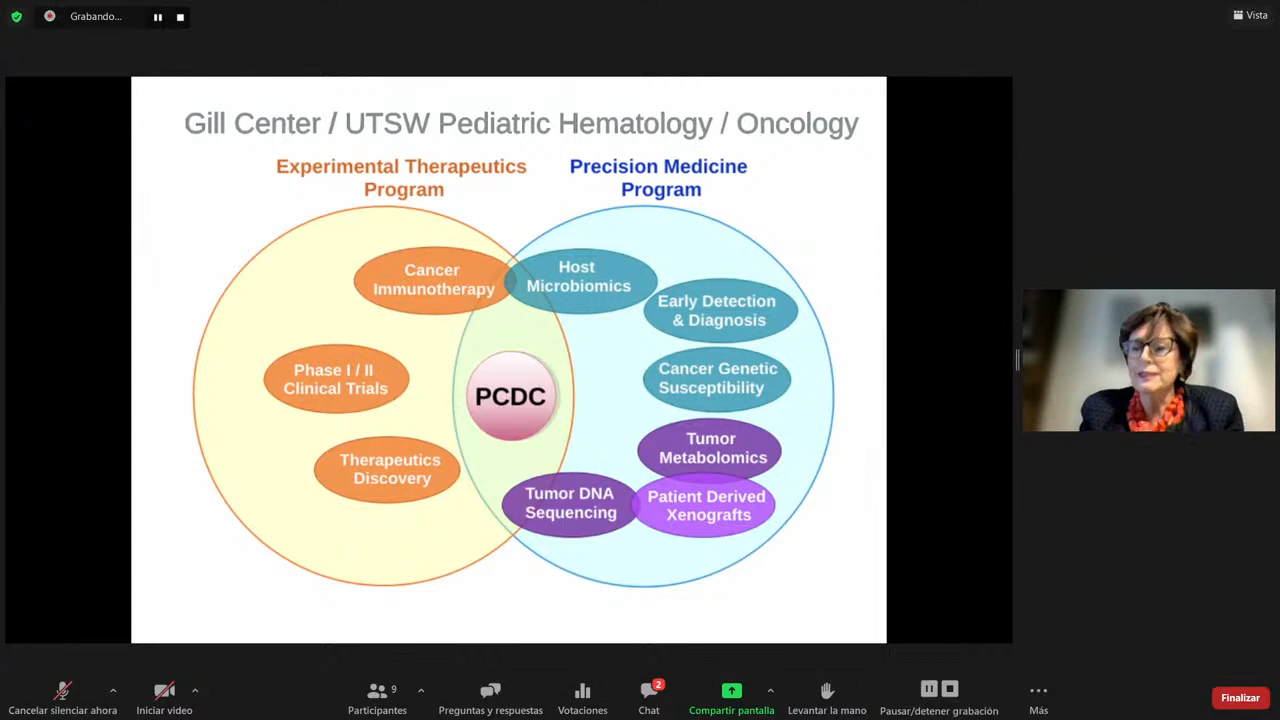 Grabando...
Vista
Gill Center / UTSW Pediatric Hematology / Oncology
Experimental Therapeutics
Program
Precision Medicine
Program
Cancer
Immunotherapy
Host
Microbiomics
Early Detection
& Diagnosis
Phase I / II
Clinical Trials
PCDC
Cancer Genetic
Susceptibility
Tumor
Metabolomics
Therapeutics
Discovery
Tumor DNA
Sequencing
Patient Derived
Xenografts
Cancelar silenciar ahora
Iniciar video
9
Participantes
Preguntas y respuestas
Votaciones
2
Chat
Compartir pantalla
Levantar la mano
Pausar/detener grabación
Más
Finalizar